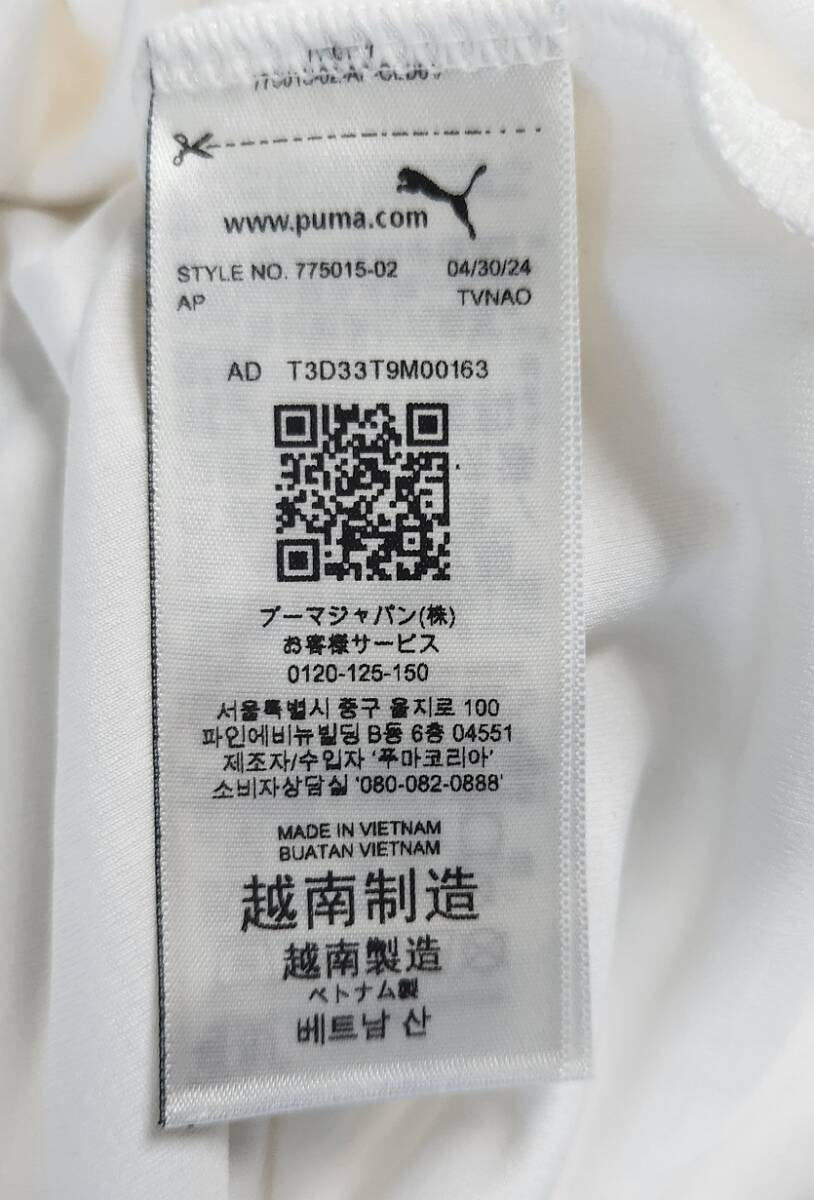 www.puma.com
STYLE NO. 775015-02 04/30/24
AP TVNAO
AD T3D33T9M00163
プーマジャパン(株)
お客様サービス
0120-125-150
서울특별시 중구 을지로 100
파인에비뉴빌딩 B동 6층 04551
제조자/수입자 '푸마코리아'
소비자상담실 '080-082-0888'
MADE IN VIETNAM
BUATAN VIETNAM
越南制造
越南製造
ベトナム製
베트남 산